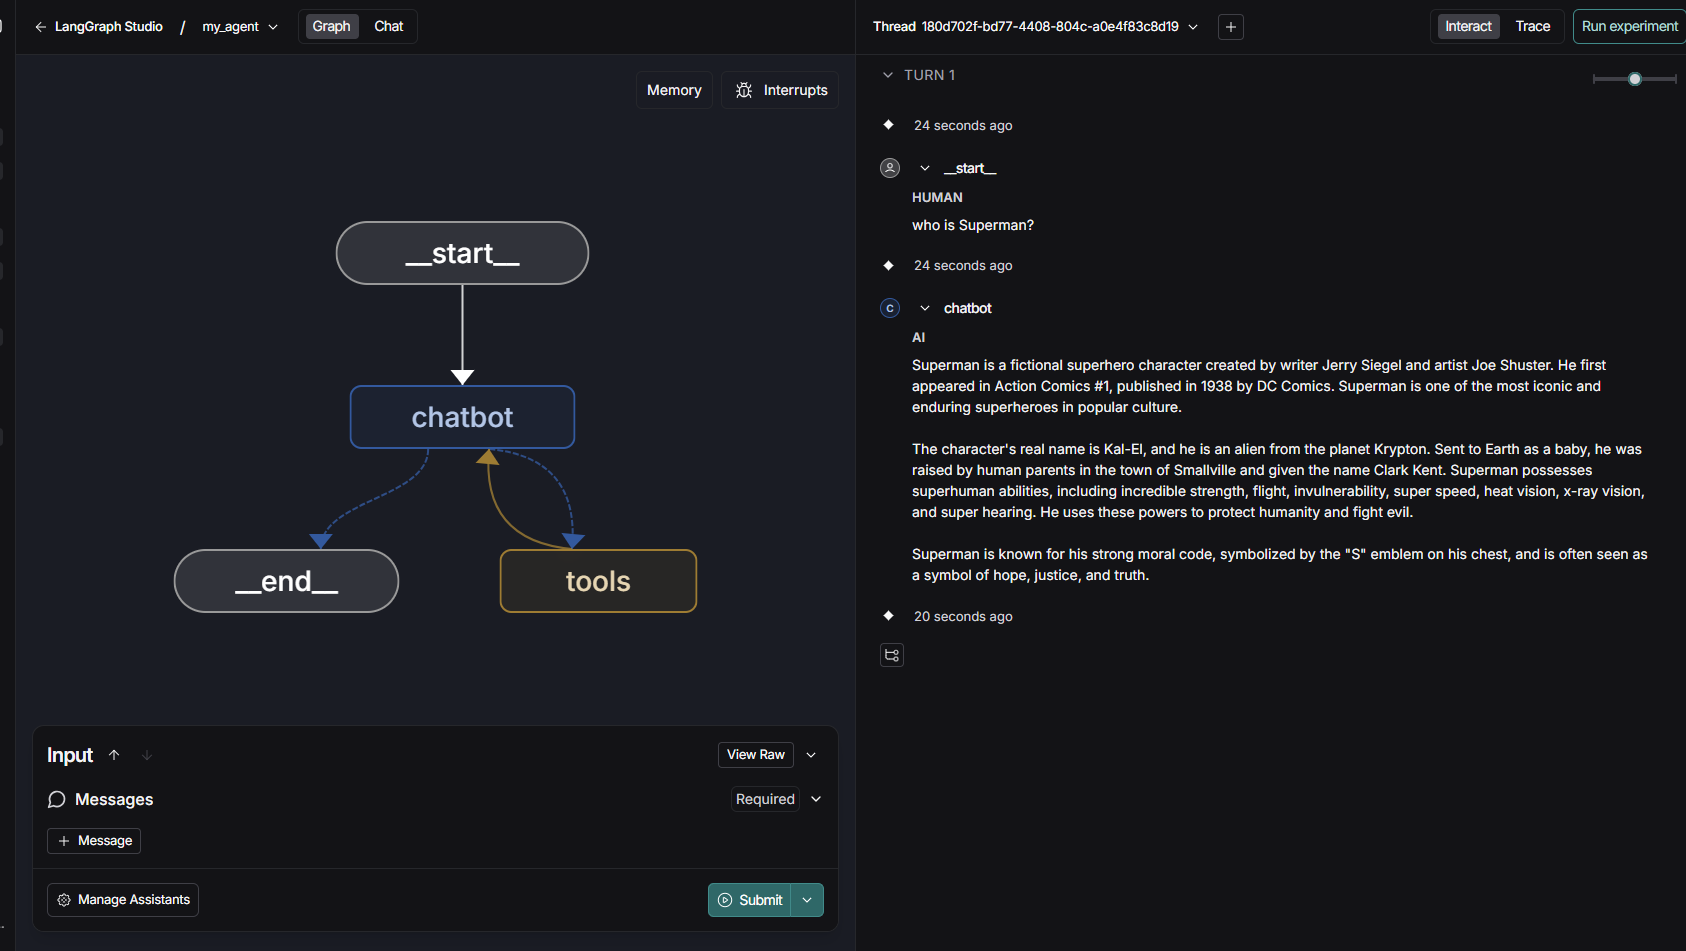 LangGraph Studio / my_agent
Graph Chat
Memory
Interrupts
__start__
chatbot
__end__
tools
Input
View Raw
Messages
Required
+ Message
Manage Assistants
Submit
Thread 180d702f-bd77-4408-804c-a0e4f83c8d19
Interact Trace
Run experiment
TURN 1
24 seconds ago
__start__
HUMAN
who is Superman?
24 seconds ago
C chatbot
AI
Superman is a fictional superhero character created by writer Jerry Siegel and artist Joe Shuster. He first
appeared in Action Comics #1, published in 1938 by DC Comics. Superman is one of the most iconic and
enduring superheroes in popular culture.
The character's real name is Kal-El, and he is an alien from the planet Krypton. Sent to Earth as a baby, he was
raised by human parents in the town of Smallville and given the name Clark Kent. Superman possesses
superhuman abilities, including incredible strength, flight, invulnerability, super speed, heat vision, x-ray vision,
and super hearing. He uses these powers to protect humanity and fight evil.
Superman is known for his strong moral code, symbolized by the "S" emblem on his chest, and is often seen as
a symbol of hope, justice, and truth.
20 seconds ago